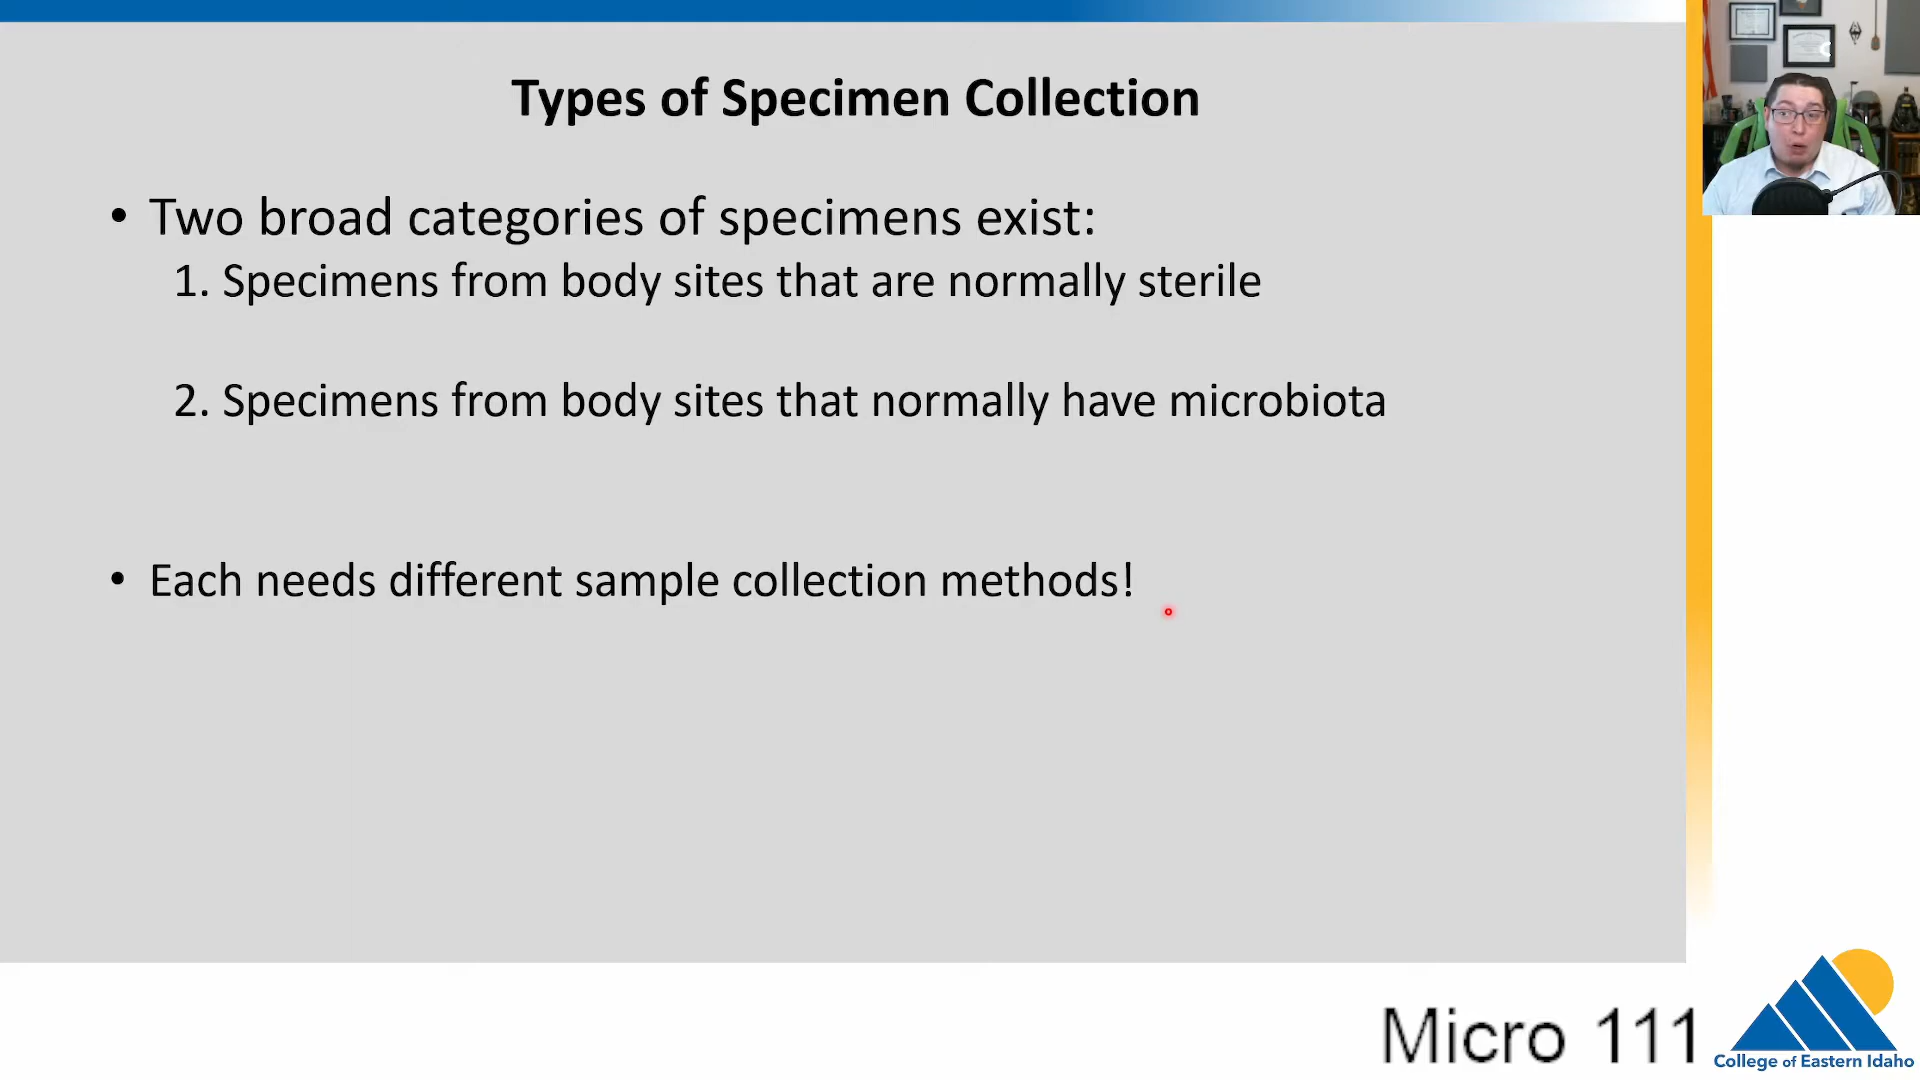 Types of Specimen Collection
• Two broad categories of specimens exist:
1. Specimens from body sites that are normally sterile
2. Specimens from body sites that normally have microbiota
• Each needs different sample collection methods!
Micro 111
College of Eastern Idaho